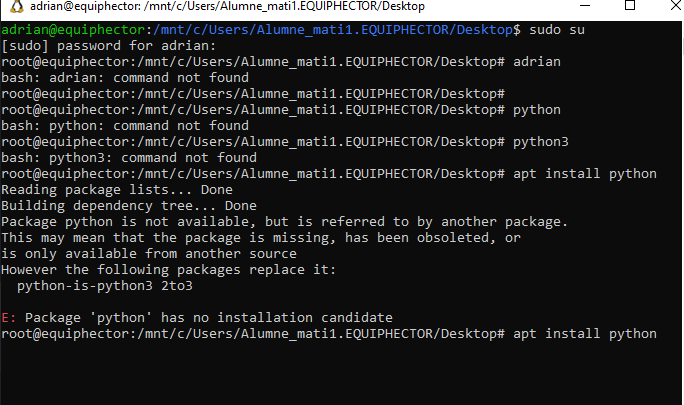 adrian@equiphector: /mnt/c/Users/Alumne_mati1.EQUIPHECTOR/Desktop
adrian@equiphector:/mnt/c/Users/Alumne_mati1.EQUIPHECTOR/Desktop$ sudo su
[sudo] password for adrian:
root@equiphector:/mnt/c/Users/Alumne_mati1.EQUIPHECTOR/Desktop# adrian
bash: adrian: command not found
root@equiphector:/mnt/c/Users/Alumne_mati1.EQUIPHECTOR/Desktop#
root@equiphector:/mnt/c/Users/Alumne_mati1.EQUIPHECTOR/Desktop# python
bash: python: command not found
root@equiphector:/mnt/c/Users/Alumne_mati1.EQUIPHECTOR/Desktop# python3
bash: python3: command not found
root@equiphector:/mnt/c/Users/Alumne_mati1.EQUIPHECTOR/Desktop# apt install python
Reading package lists... Done
Building dependency tree... Done
Package python is not available, but is referred to by another package.
This may mean that the package is missing, has been obsoleted, or
is only available from another source
However the following packages replace it:
  python-is-python3 2to3

E: Package 'python' has no installation candidate
root@equiphector:/mnt/c/Users/Alumne_mati1.EQUIPHECTOR/Desktop# apt install python